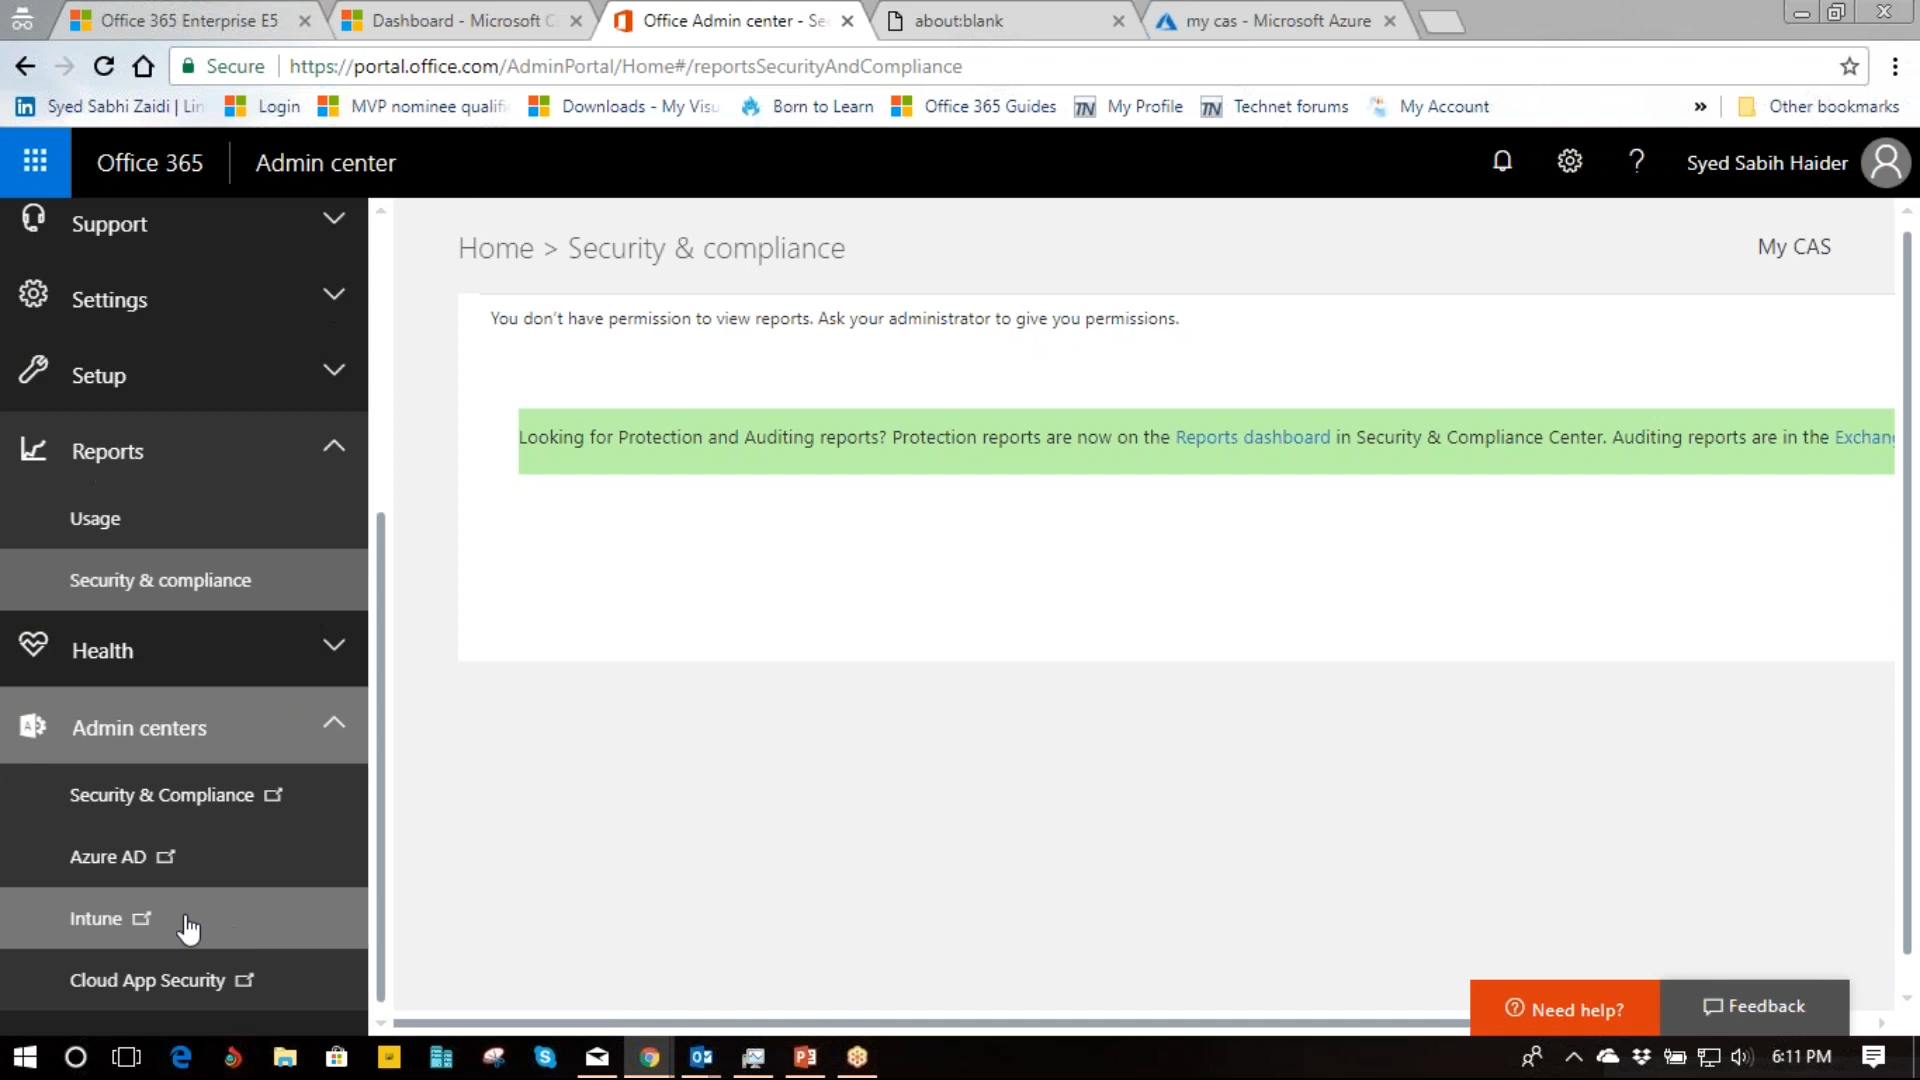 Office 365 Enterprise E5
Dashboard - Microsoft C
Office Admin center - Se
about:blank
my cas - Microsoft Azure
Secure
https://portal.office.com/AdminPortal/Home#/reportsSecurityAndCompliance
Syed Sabhi Zaidi | Lin
Login
MVP nominee qualifi
Downloads - My Visu
Born to Learn
Office 365 Guides
My Profile
Technet forums
My Account
»
Other bookmarks
Office 365
Admin center
Syed Sabih Haider
Support
Settings
Setup
Reports
Usage
Security & compliance
Health
Admin centers
Security & Compliance
Azure AD
Intune
Cloud App Security
Home > Security & compliance
My CAS
You don't have permission to view reports. Ask your administrator to give you permissions.
Looking for Protection and Auditing reports? Protection reports are now on the Reports dashboard in Security & Compliance Center. Auditing reports are in the Exchang
Need help?
Feedback
6:11 PM